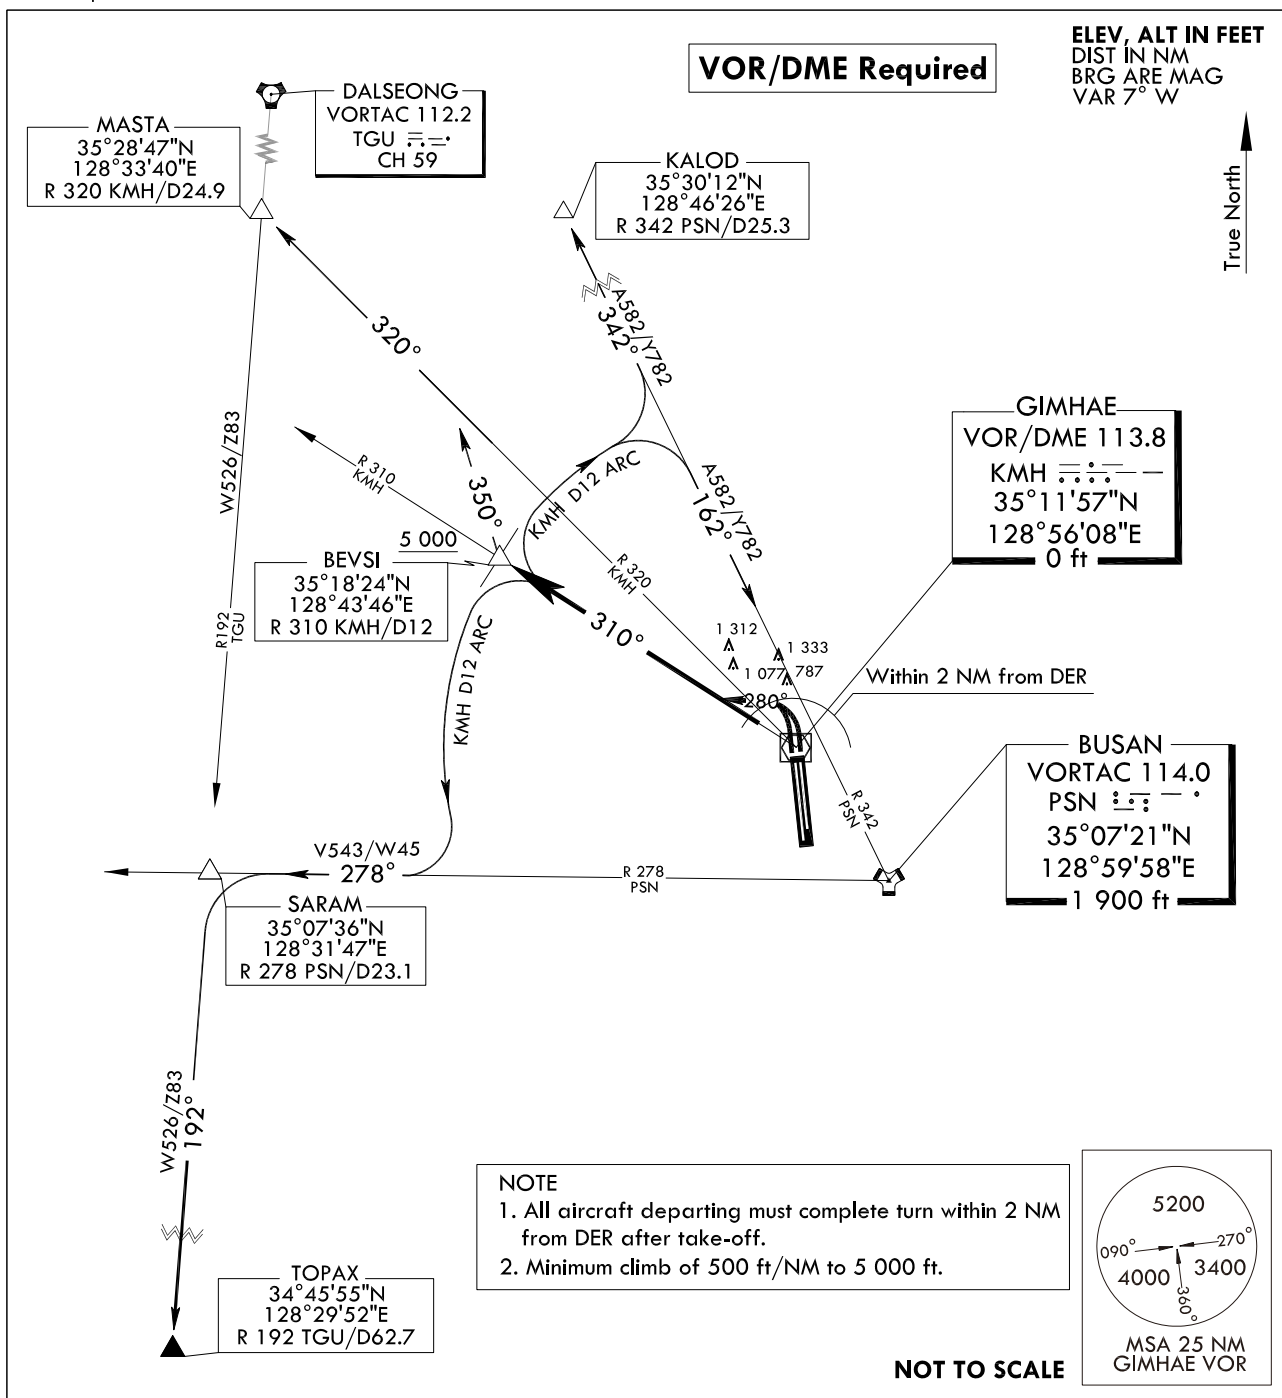 VOR/DME Required
ELEV, ALT IN FEET
DIST IN NM
BRG ARE MAG
VAR 7° W
True North
DALSEONG
VORTAC 112.2
TGU
CH 59
MASTA
35°28'47"N
128°33'40"E
R 320 KMH/D24.9
KALOD
35°30'12"N
128°46'26"E
R 342 PSN/D25.3
A582/Y782
342°
320°
W526/Z83
R 310
KMH
350°
KMH D12 ARC
A582/Y782
162°
GIMHAE
VOR/DME 113.8
KMH
35°11'57"N
128°56'08"E
0 ft
5 000
BEVSI
35°18'24"N
128°43'46"E
R 310 KMH/D12
R 320
KMH
310°
R192
TGU
1 312
1 333
1 077
787
280°
Within 2 NM from DER
KMH D12 ARC
BUSAN
VORTAC 114.0
PSN
35°07'21"N
128°59'58"E
1 900 ft
R 342
PSN
V543/W45
278°
R 278
PSN
SARAM
35°07'36"N
128°31'47"E
R 278 PSN/D23.1
W526/Z83
192°
NOTE
1. All aircraft departing must complete turn within 2 NM
from DER after take-off.
2. Minimum climb of 500 ft/NM to 5 000 ft.
TOPAX
34°45'55"N
128°29'52"E
R 192 TGU/D62.7
NOT TO SCALE
5200
090°
270°
4000
3400
360°
MSA 25 NM
GIMHAE VOR